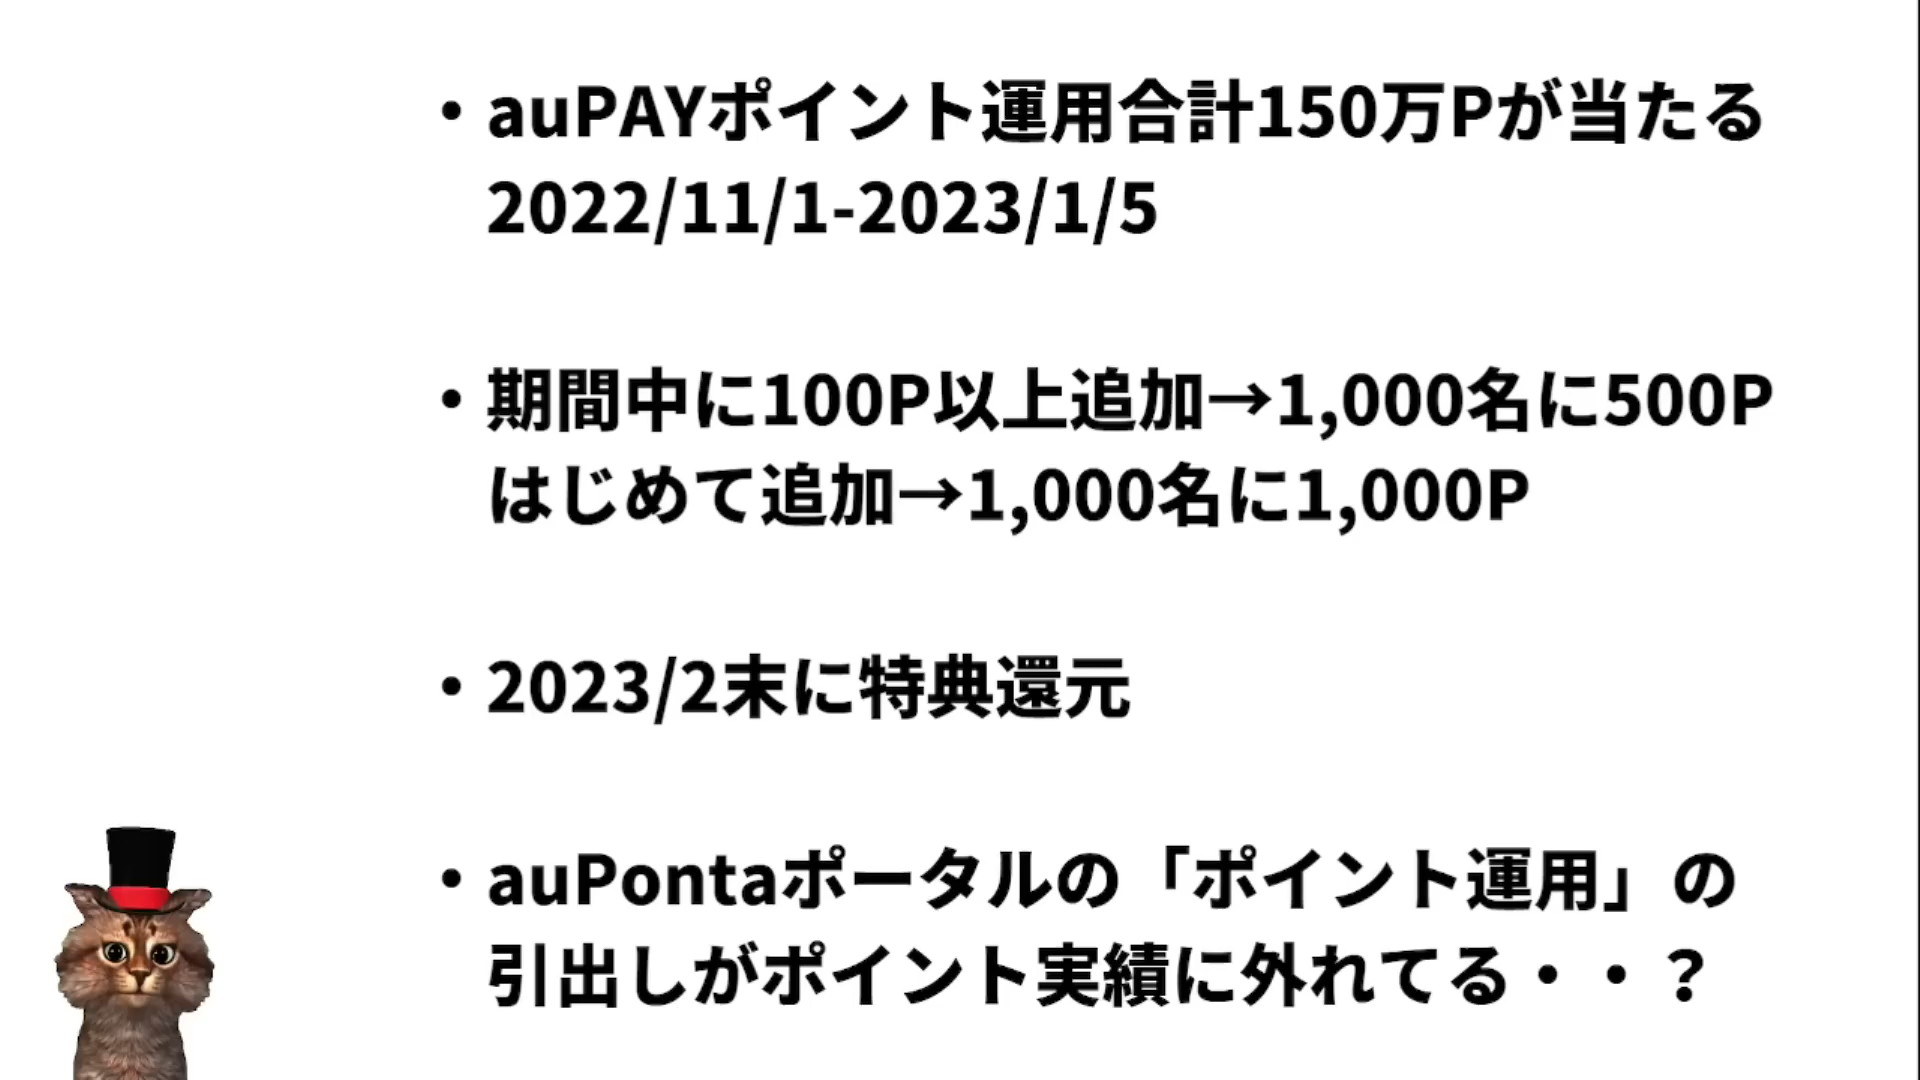 ・auPAYポイント運用合計150万Pが当たる
2022/11/1-2023/1/5
・期間中に100P以上追加→1,000名に500P
はじめて追加→1,000名に1,000P
・2023/2末に特典還元
・auPontaポータルの「ポイント運用」の
引出しがポイント実績に外れてる・・？